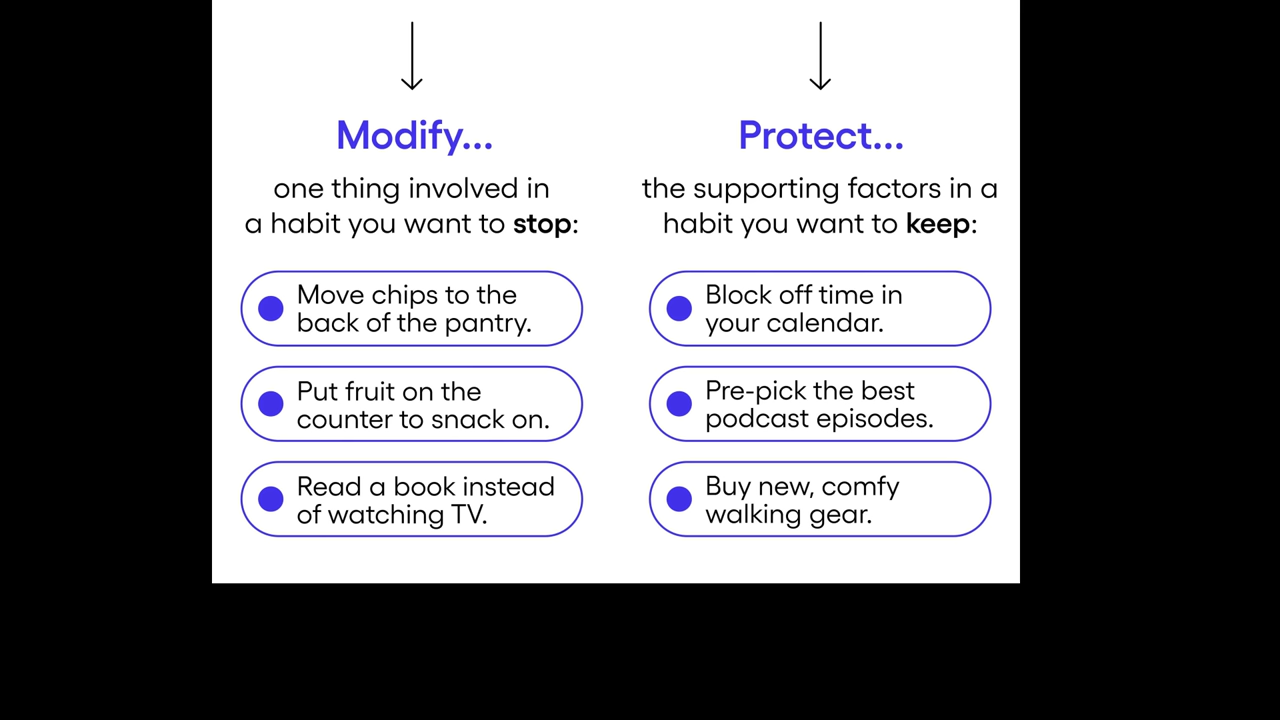 Modify...
one thing involved in
a habit you want to stop:
Move chips to the
back of the pantry.
Put fruit on the
counter to snack on.
Read a book instead
of watching TV.
Protect...
the supporting factors in a
habit you want to keep:
Block off time in
your calendar.
Pre-pick the best
podcast episodes.
Buy new, comfy
walking gear.